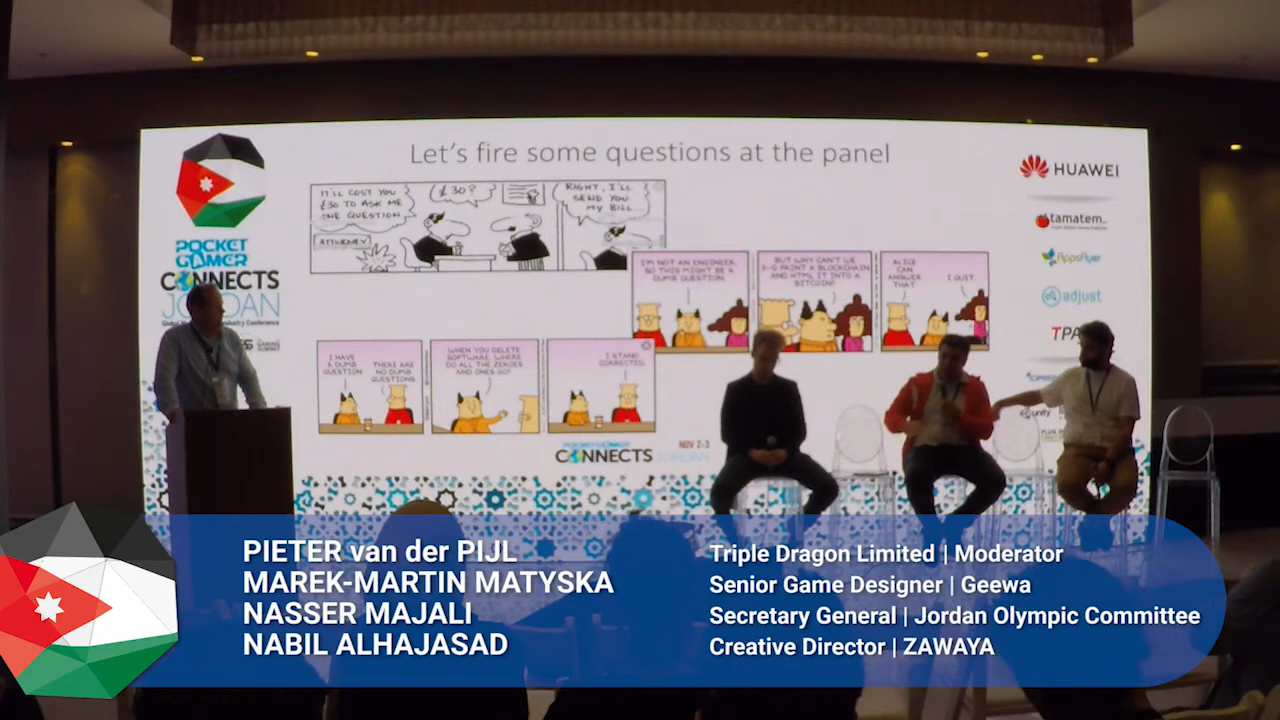 Let's fire some questions at the panel
IT'LL COST YOU
£30 TO ASK ME
ONE QUESTION
£30?
RIGHT, I'LL
SEND YOU
MY BILL
ATTORNEY
I'M NOT AN ENGINEER,
SO THIS MIGHT BE A
DUMB QUESTION.
BUT WHY CAN'T WE
3-D PRINT A BLOCKCHAIN
AND HTML IT INTO A
BITCOIN?
ALICE
CAN
ANSWER
THAT
I QUIT.
I HAVE
A DUMB
QUESTION.
THERE ARE
NO DUMB
QUESTIONS.
WHEN YOU DELETE
SOFTWARE, WHERE
DO ALL THE ZEROES
AND ONES GO?
I STAND
CORRECTED.
POCKET
GAMER
CONNECTS
JORDAN
HUAWEI
tamatem
AppsFlyer
adjust
TPA
unity
POCKET GAMER
CONNECTS
JORDAN
NOV 2-3
PIETER van der PIJL
MAREK-MARTIN MATYSKA
NASSER MAJALI
NABIL ALHAJASAD
Triple Dragon Limited | Moderator
Senior Game Designer | Geewa
Secretary General | Jordan Olympic Committee
Creative Director | ZAWAYA